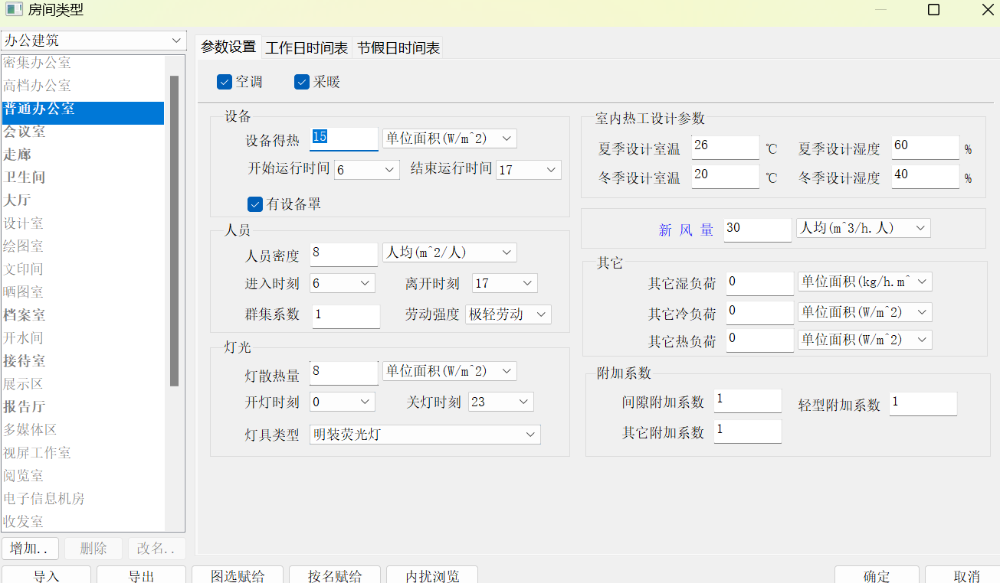 房间类型
办公建筑
密集办公室
高档办公室
普通办公室
会议室
走廊
卫生间
大厅
设计室
绘图室
文印间
晒图室
档案室
开水间
接待室
展示区
报告厅
多媒体区
视屏工作室
阅览室
电子信息机房
收发室
增加.. 删除 改名..
参数设置 工作日时间表 节假日时间表
空调 采暖
设备
设备得热 15 单位面积(W/m^2)
开始运行时间 6 结束运行时间 17
有设备罩
人员
人员密度 8 人均(m^2/人)
进入时刻 6 离开时刻 17
群集系数 1 劳动强度 极轻劳动
灯光
灯散热量 8 单位面积(W/m^2)
开灯时刻 0 关灯时刻 23
灯具类型 明装荧光灯
室内热工设计参数
夏季设计室温 26 ℃ 夏季设计湿度 60 %
冬季设计室温 20 ℃ 冬季设计湿度 40 %
新 风 量 30 人均(m^3/h.人)
其它
其它湿负荷 0 单位面积(kg/h.m^
其它冷负荷 0 单位面积(W/m^2)
其它热负荷 0 单位面积(W/m^2)
附加系数
间隙附加系数 1 轻型附加系数 1
其它附加系数 1
导入 导出 图选赋给 按名赋给 内扰浏览 确定 取消